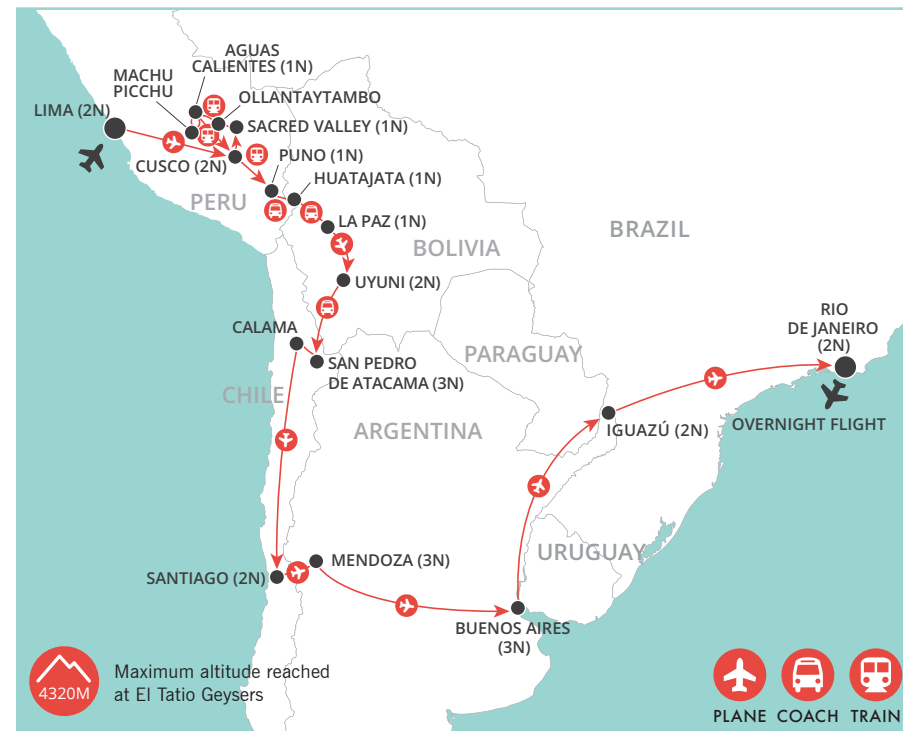 AGUAS
CALIENTES (1N)
MACHU
PICCHU
OLLANTAYTAMBO
LIMA (2N)
SACRED VALLEY (1N)
CUSCO (2N)
PUNO (1N)
HUATAJATA (1N)
PERU
LA PAZ (1N)
BOLIVIA
BRAZIL
UYUNI (2N)
RIO
DE JANEIRO
(2N)
CALAMA
PARAGUAY
SAN PEDRO
DE ATACAMA (3N)
CHILE
ARGENTINA
IGUAZÚ (2N)
OVERNIGHT FLIGHT
URUGUAY
MENDOZA (3N)
SANTIAGO (2N)
BUENOS AIRES
(3N)
4320M
Maximum altitude reached
at El Tatio Geysers
PLANE COACH TRAIN